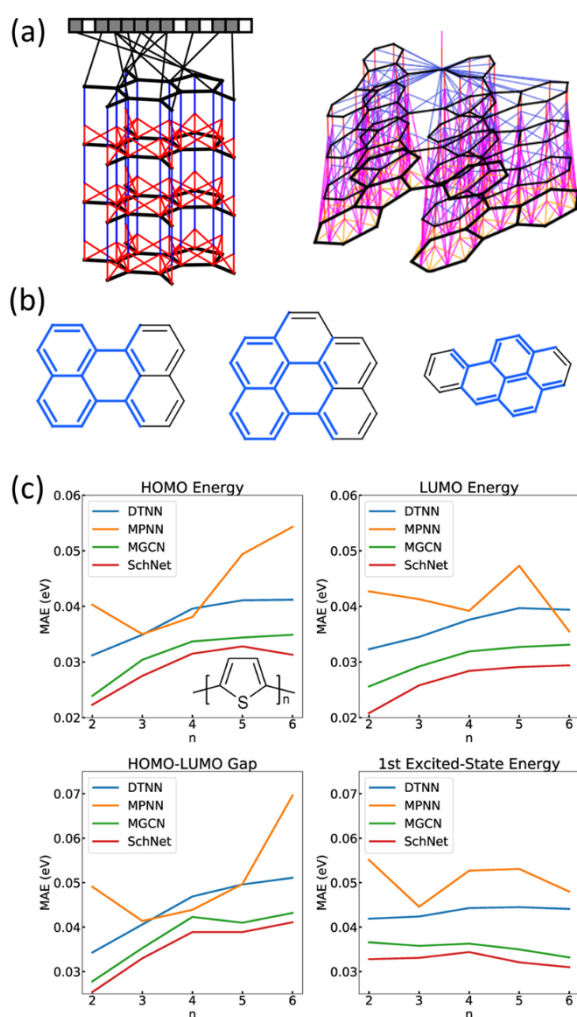 (a)
(b)
(c)
HOMO Energy
MAE (eV)
0.06
0.05
0.04
0.03
0.02
DTNN
MPNN
MGCN
SchNet
[ S ]n
2 3 4 5 6
n
LUMO Energy
MAE (eV)
0.06
0.05
0.04
0.03
0.02
DTNN
MPNN
MGCN
SchNet
2 3 4 5 6
n
HOMO-LUMO Gap
MAE (eV)
0.07
0.06
0.05
0.04
0.03
DTNN
MPNN
MGCN
SchNet
2 3 4 5 6
n
1st Excited-State Energy
MAE (eV)
0.07
0.06
0.05
0.04
0.03
DTNN
MPNN
MGCN
SchNet
2 3 4 5 6
n